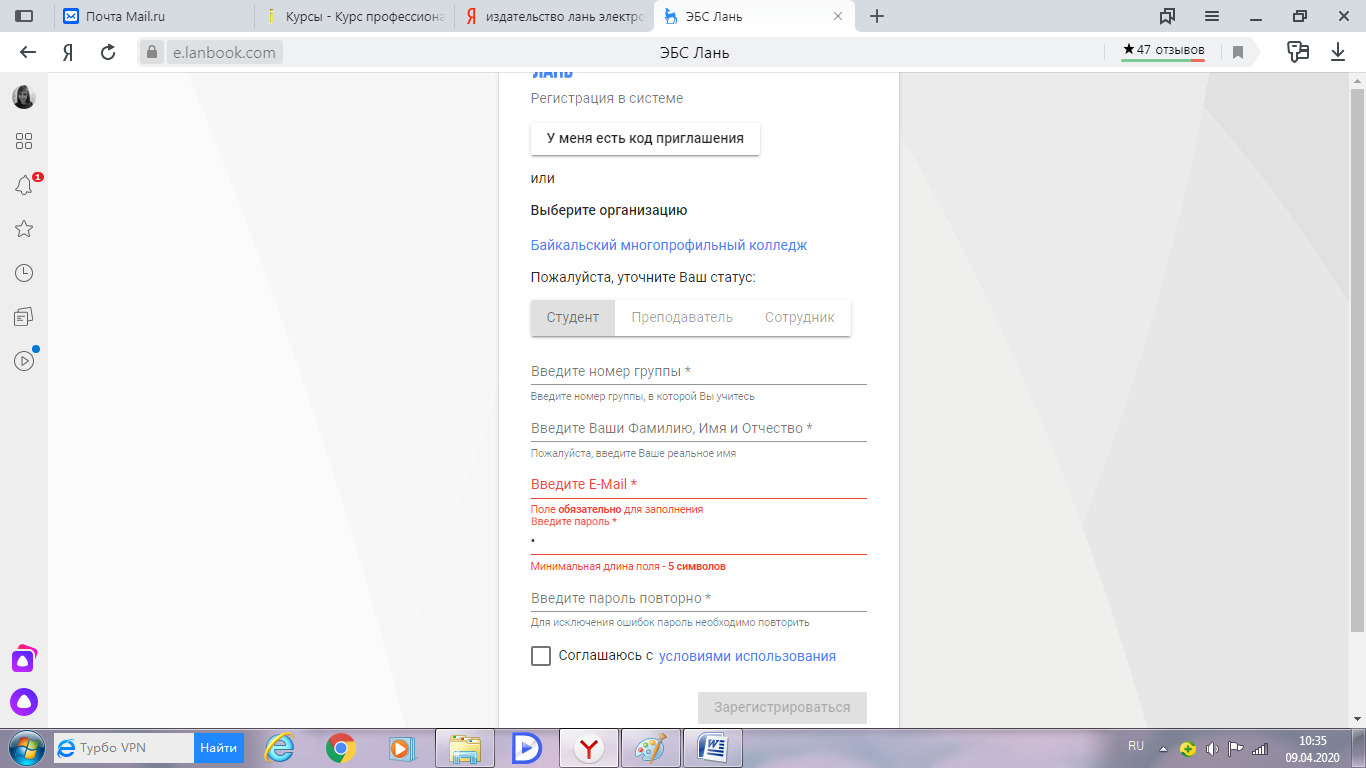 Почта Mail.ru
Курсы - Курс профессиона
издательство лань электро
ЭБС Лань
e.lanbook.com
ЭБС Лань
★47 отзывов
ЛАНЬ
Регистрация в системе
У меня есть код приглашения
или
Выберите организацию
Байкальский многопрофильный колледж
Пожалуйста, уточните Ваш статус:
Студент Преподаватель Сотрудник
Введите номер группы *
Введите номер группы, в которой Вы учитесь
Введите Ваши Фамилию, Имя и Отчество *
Пожалуйста, введите Ваше реальное имя
Введите E-Mail *
Поле обязательно для заполнения
Введите пароль *
•
Минимальная длина поля - 5 символов
Введите пароль повторно *
Для исключения ошибок пароль необходимо повторить
Соглашаюсь с условиями использования
Зарегистрироваться
1
Турбо VPN Найти
RU
10:35
09.04.2020